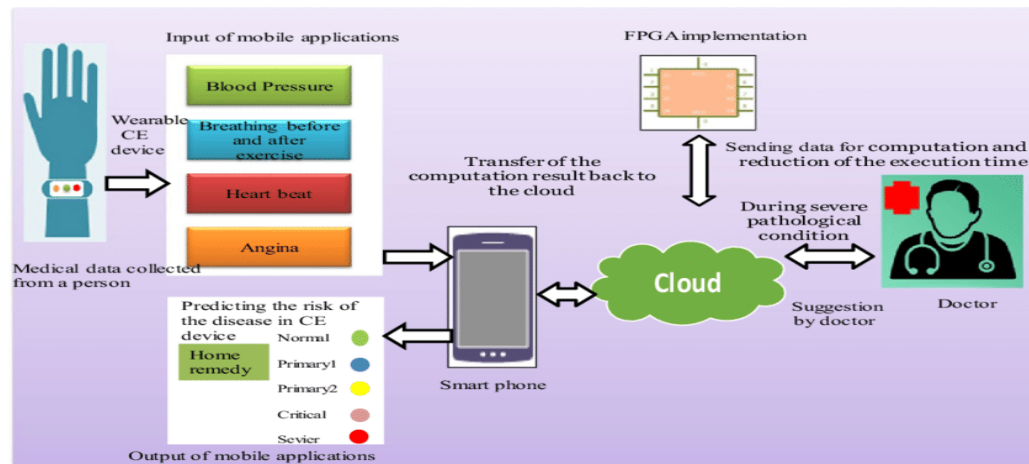 Input of mobile applications
Blood Pressure
Breathing before
and after
exercise
Heart beat
Angina
Wearable
CE
device
Medical data collected
from a person
FPGA implementation
Sending data for computation and
reduction of the execution time
Transfer of the
computation result back to
the cloud
During severe
pathological
condition
Cloud
Suggestion
by doctor
Doctor
Smart phone
Predicting the risk of
the disease in CE
device
Home
remedy
Normal
Primary1
Primary2
Critical
Sevier
Output of mobile applications